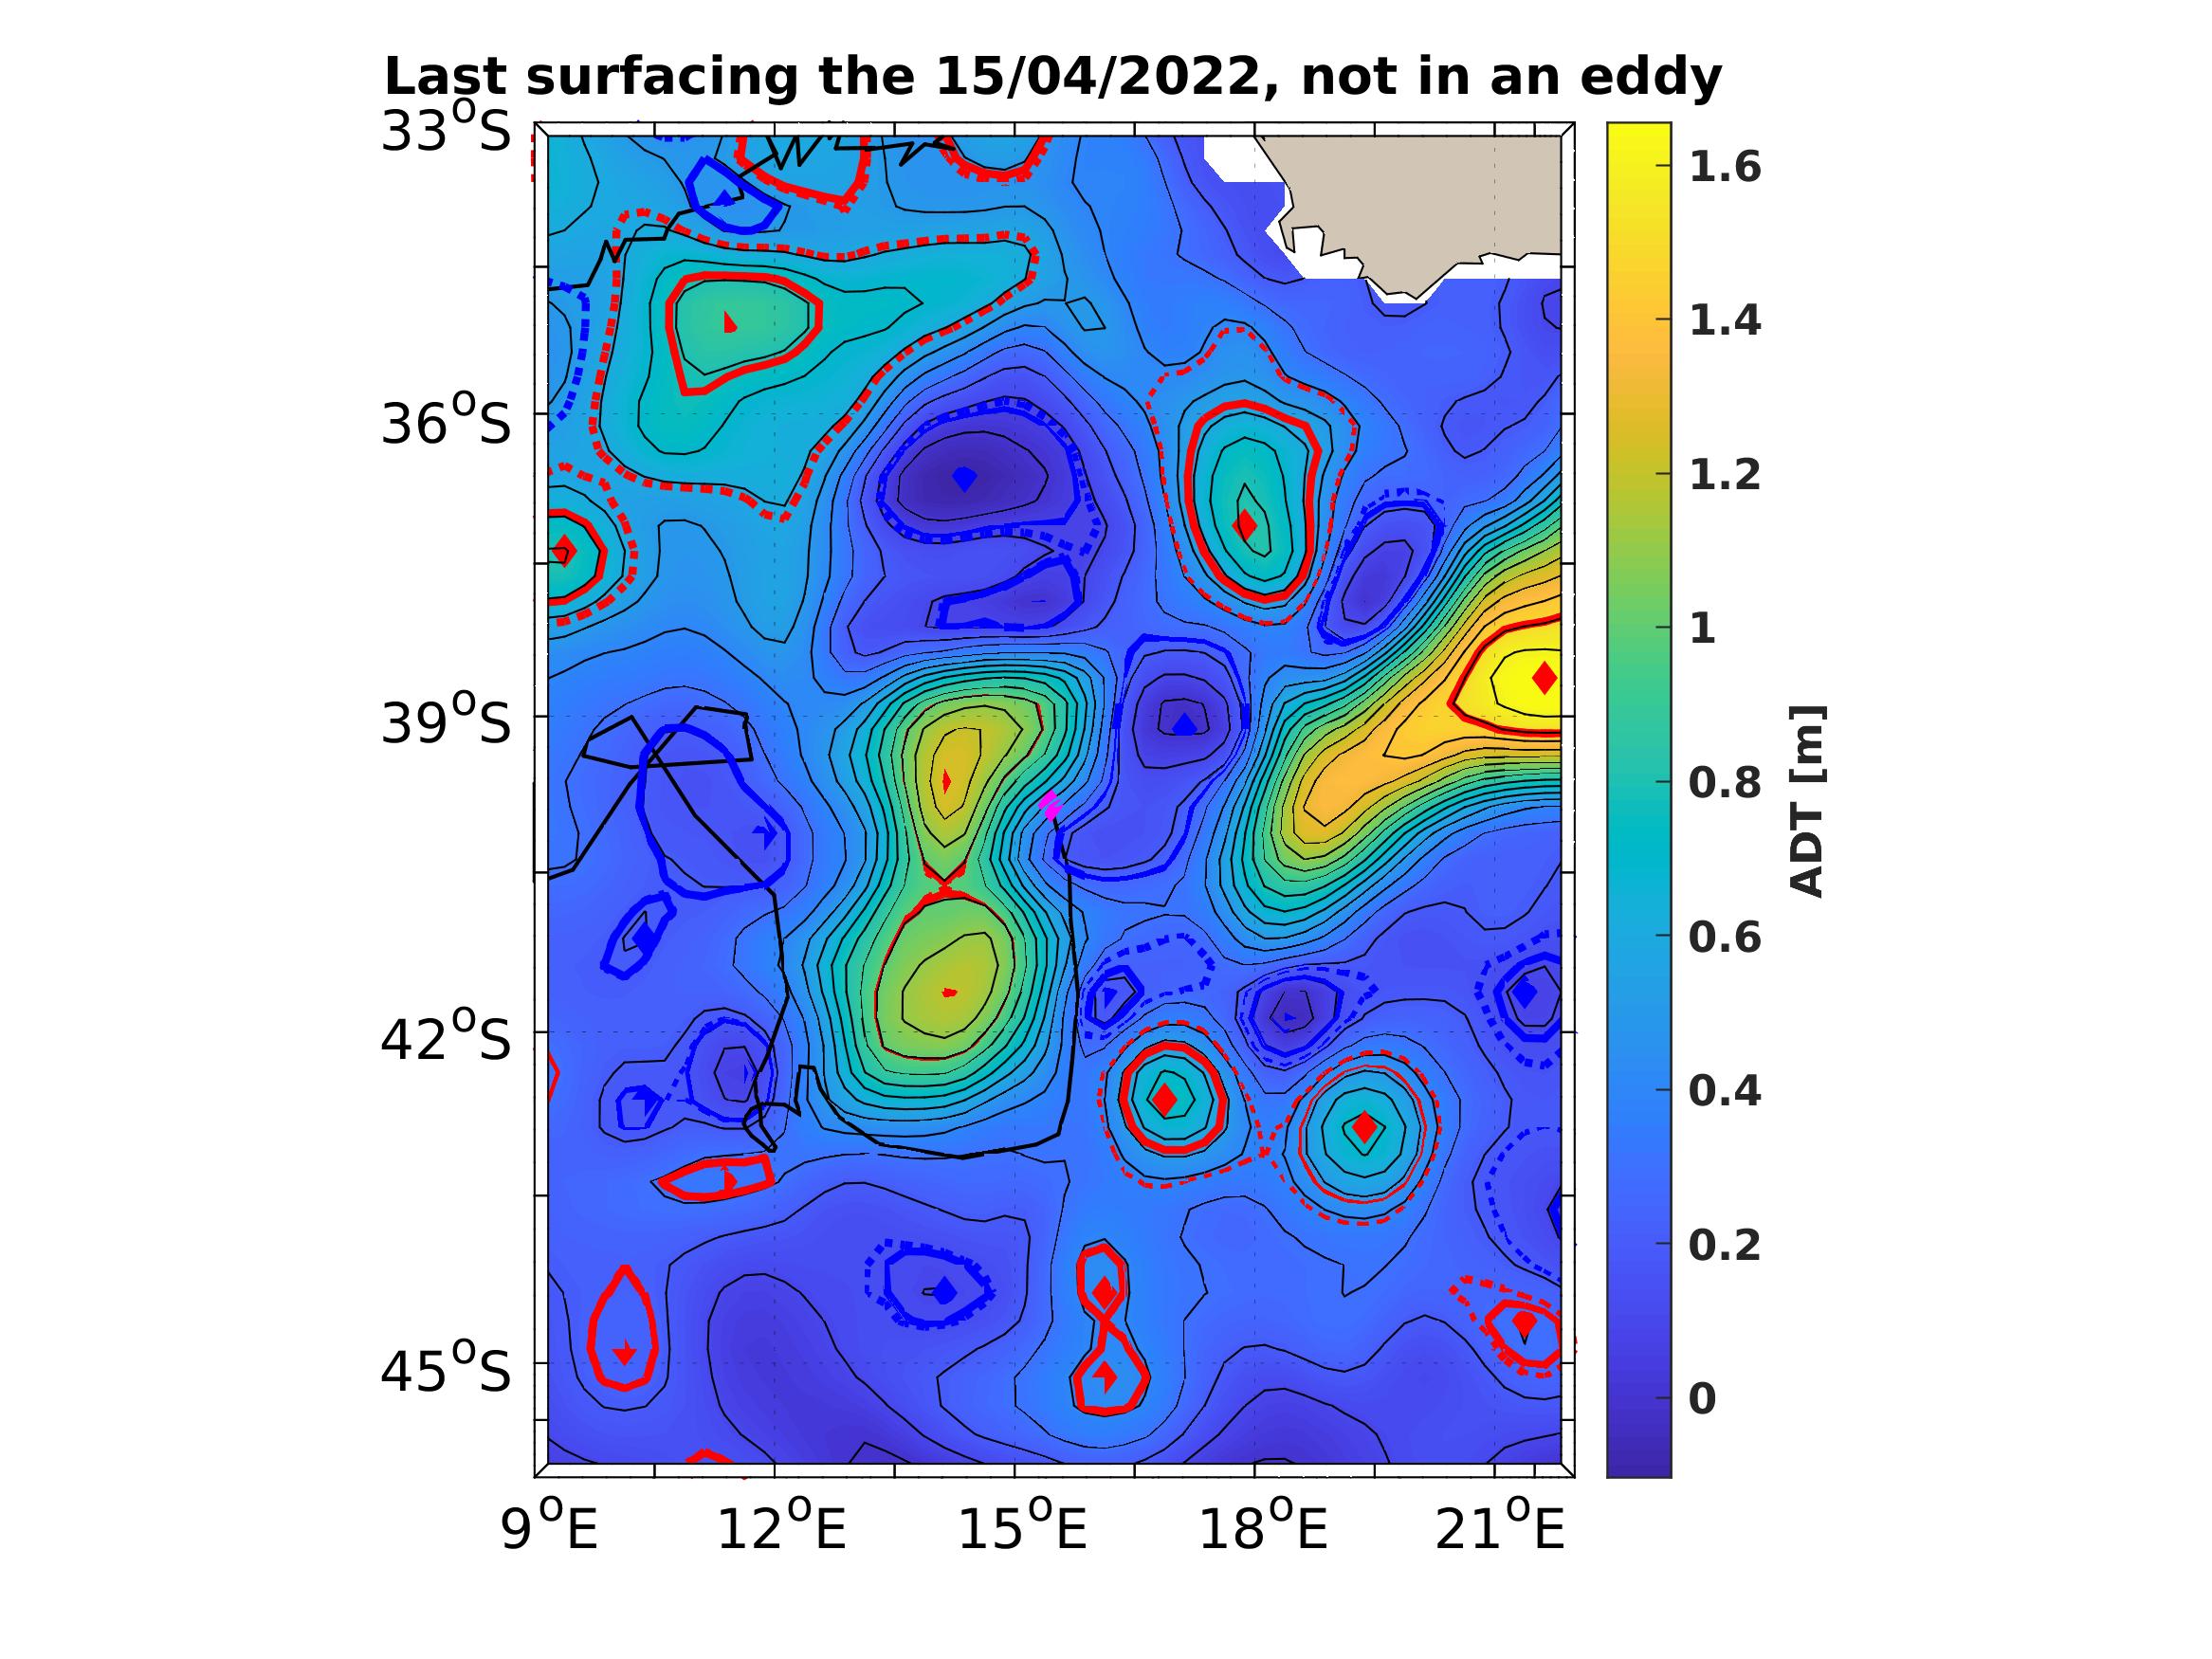 Last surfacing the 15/04/2022, not in an eddy
33°S
36°S
39°S
42°S
45°S
9°E 12°E 15°E 18°E 21°E
1.6
1.4
1.2
1
0.8
0.6
0.4
0.2
0
ADT [m]